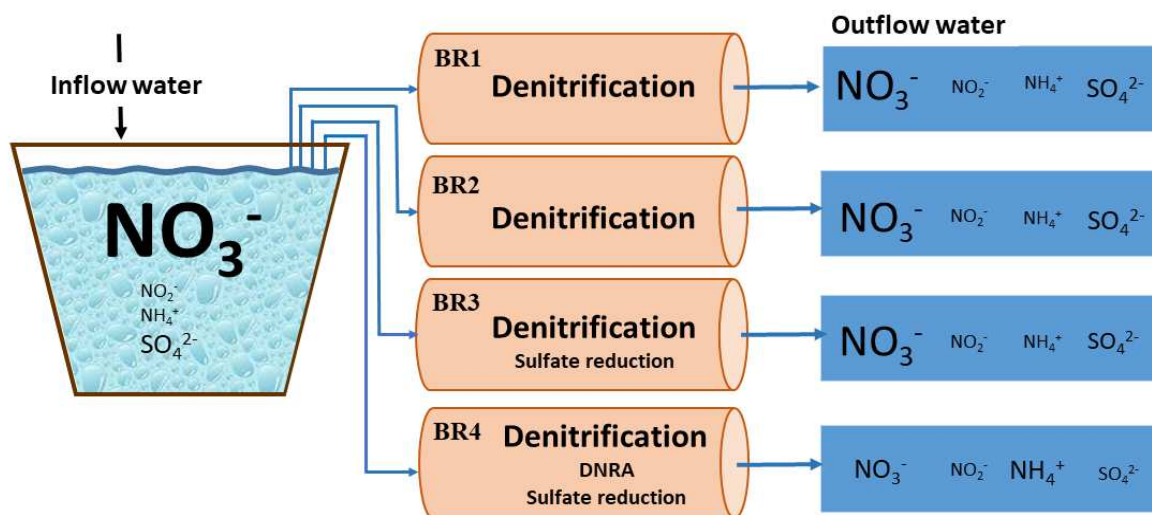 Inflow water
NO₃⁻
NO₂⁻
NH₄⁺
SO₄²⁻
BR1
Denitrification
BR2
Denitrification
BR3
Denitrification
Sulfate reduction
BR4
Denitrification
DNRA
Sulfate reduction
Outflow water
NO₃⁻ NO₂⁻ NH₄⁺ SO₄²⁻
NO₃⁻ NO₂⁻ NH₄⁺ SO₄²⁻
NO₃⁻ NO₂⁻ NH₄⁺ SO₄²⁻
NO₃⁻ NO₂⁻ NH₄⁺ SO₄²⁻